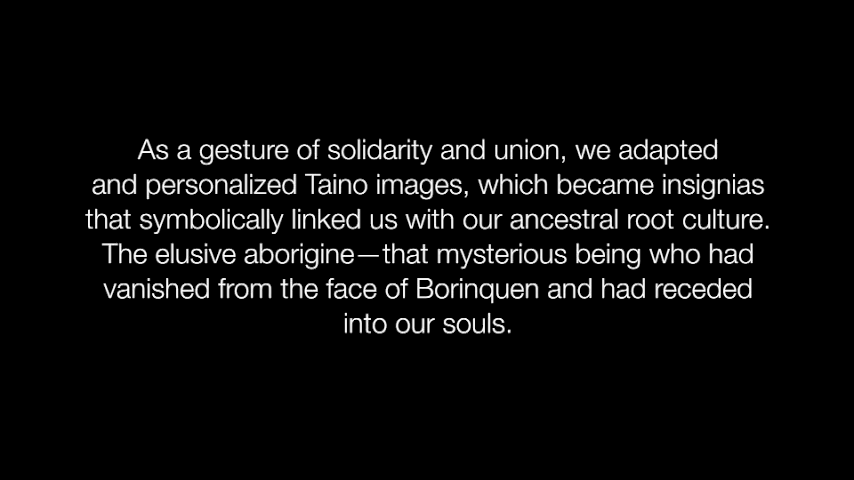 As a gesture of solidarity and union, we adapted
and personalized Taino images, which became insignias
that symbolically linked us with our ancestral root culture.
The elusive aborigine—that mysterious being who had
vanished from the face of Borinquen and had receded
into our souls.